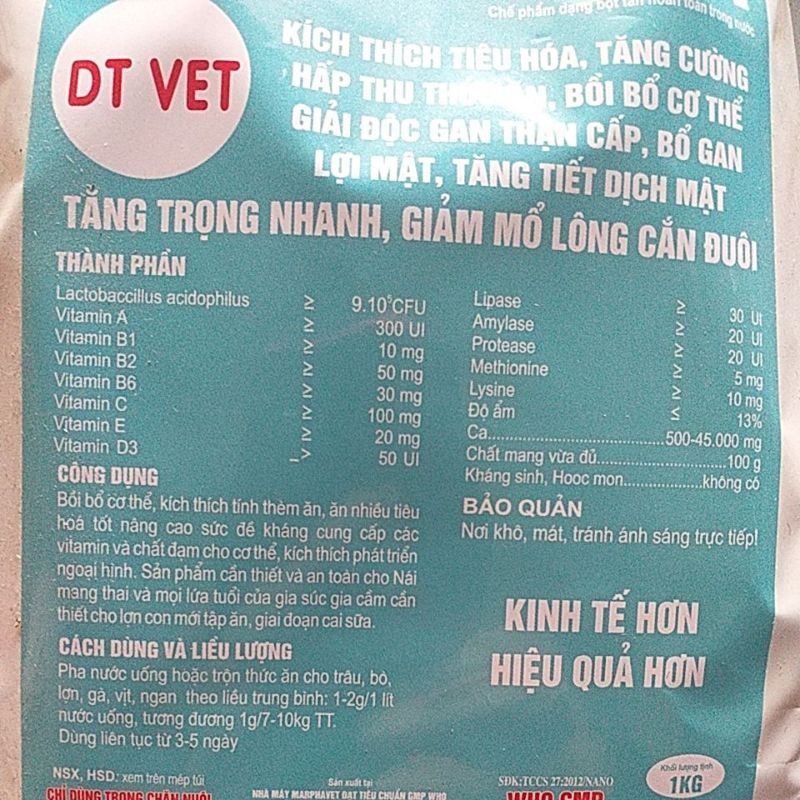 Chế phẩm dạng bột tan hoàn toàn trong nước
DT VET
KÍCH THÍCH TIÊU HÓA, TĂNG CƯỜNG
HẤP THU THỨC ĂN, BỒI BỔ CƠ THỂ
GIẢI ĐỘC GAN THẬN CẤP, BỔ GAN
LỢI MẬT, TĂNG TIẾT DỊCH MẬT
TĂNG TRỌNG NHANH, GIẢM MỔ LÔNG CẮN ĐUÔI
THÀNH PHẦN
Lactobaccillus acidophilus ≥ 9.10⁵CFU
Vitamin A ≥ 300 UI
Vitamin B1 ≥ 10 mg
Vitamin B2 ≥ 50 mg
Vitamin B6 ≥ 30 mg
Vitamin C ≥ 100 mg
Vitamin E ≥ 20 mg
Vitamin D3 ≥ 50 UI
Lipase ≥ 30 UI
Amylase ≥ 20 UI
Protease ≥ 20 UI
Methionine ≥ 5 mg
Lysine ≥ 10 mg
Độ ẩm ≤ 13%
Ca..............................500-45.000 mg
Chất mang vừa đủ......................100 g
Kháng sinh, Hooc mon..............không có
CÔNG DỤNG
Bồi bổ cơ thể, kích thích tính thèm ăn, ăn nhiều tiêu
hoá tốt nâng cao sức đề kháng cung cấp các
vitamin và chất đạm cho cơ thể, kích thích phát triển
ngoại hình. Sản phẩm cần thiết và an toàn cho Nái
mang thai và mọi lứa tuổi của gia súc gia cầm cần
thiết cho lợn con mới tập ăn, giai đoạn cai sữa.
BẢO QUẢN
Nơi khô, mát, tránh ánh sáng trực tiếp!
KINH TẾ HƠN
HIỆU QUẢ HƠN
CÁCH DÙNG VÀ LIỀU LƯỢNG
Pha nước uống hoặc trộn thức ăn cho trâu, bò,
lợn, gà, vịt, ngan theo liều trung bình: 1-2g/1 lít
nước uống, tương đương 1g/7-10kg TT.
Dùng liên tục từ 3-5 ngày
NSX, HSD: xem trên mép túi
CHỈ DÙNG TRONG CHĂN NUÔI
Sản xuất tại
NHÀ MÁY MARPHAVET ĐẠT TIÊU CHUẨN GMP WHO
SĐK:TCCS 27:2012/NANO
WHO GMP
Khối lượng tịnh
1KG